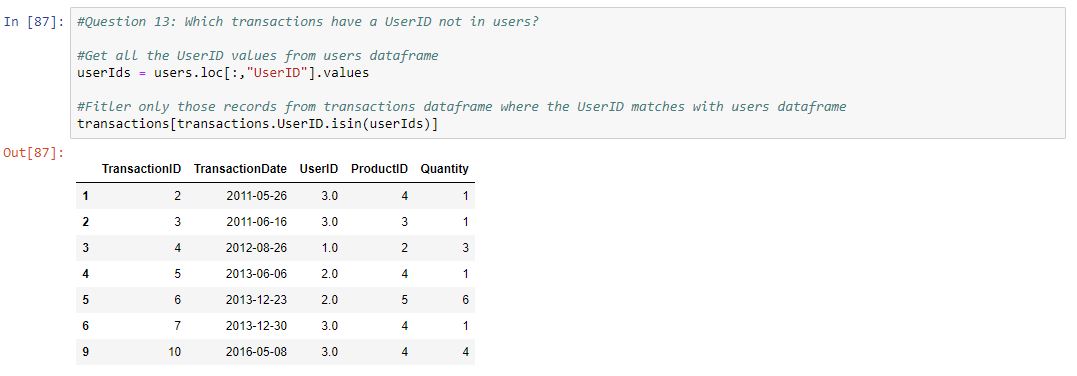 In [87]: #Question 13: Which transactions have a UserID not in users?
#Get all the UserID values from users dataframe
userIds = users.loc[:,"UserID"].values
#Fitler only those records from transactions dataframe where the UserID matches with users dataframe
transactions[transactions.UserID.isin(userIds)]
Out[87]:
TransactionID TransactionDate UserID ProductID Quantity
1 2 2011-05-26 3.0 4 1
2 3 2011-06-16 3.0 3 1
3 4 2012-08-26 1.0 2 3
4 5 2013-06-06 2.0 4 1
5 6 2013-12-23 2.0 5 6
6 7 2013-12-30 3.0 4 1
9 10 2016-05-08 3.0 4 4